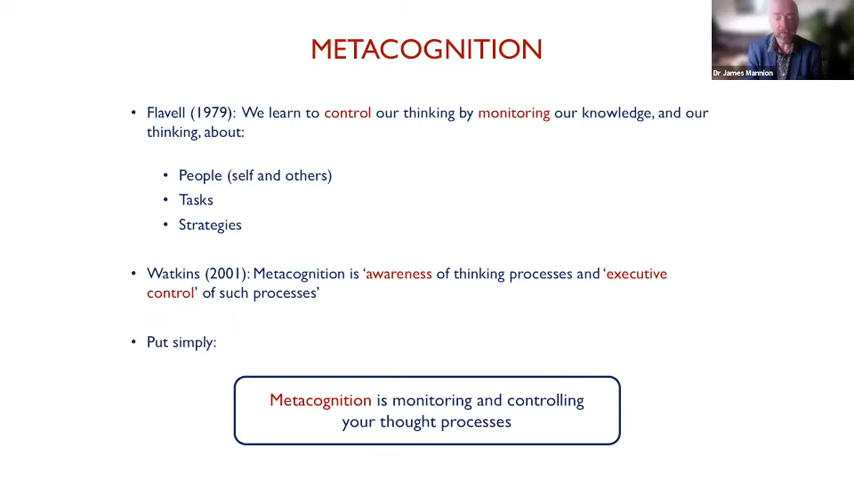 METACOGNITION
Dr James Mannion
• Flavell (1979): We learn to control our thinking by monitoring our knowledge, and our
thinking, about:
• People (self and others)
• Tasks
• Strategies
• Watkins (2001): Metacognition is ‘awareness of thinking processes and ‘executive
control’ of such processes’
• Put simply:
Metacognition is monitoring and controlling
your thought processes